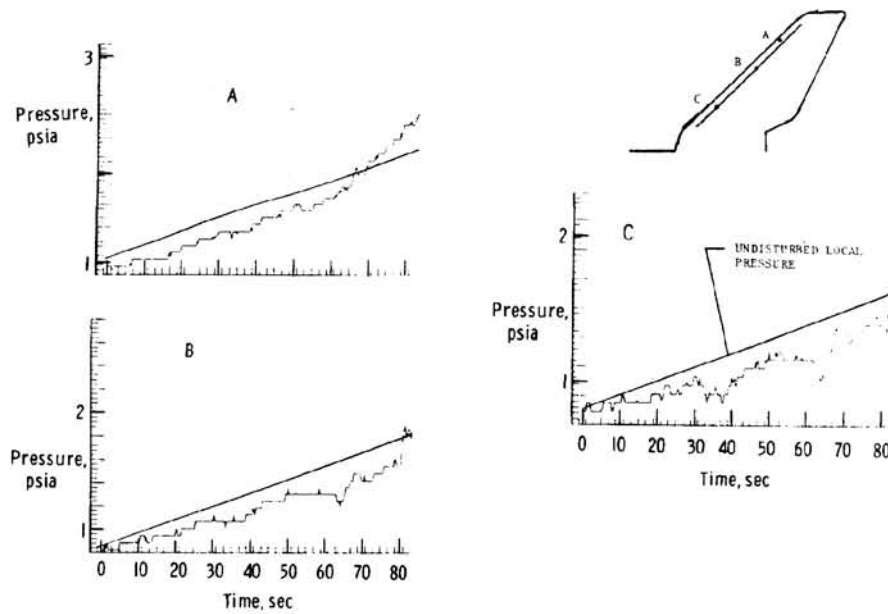 3
Pressure,
psia
A
1
2
Pressure,
psia
B
1
0 10 20 30 40 50 60 70 80
Time, sec
A
B
C
2
C
UNDISTURBED LOCAL
PRESSURE
Pressure,
psia
1
0 10 20 30 40 50 60 70 80
Time, sec